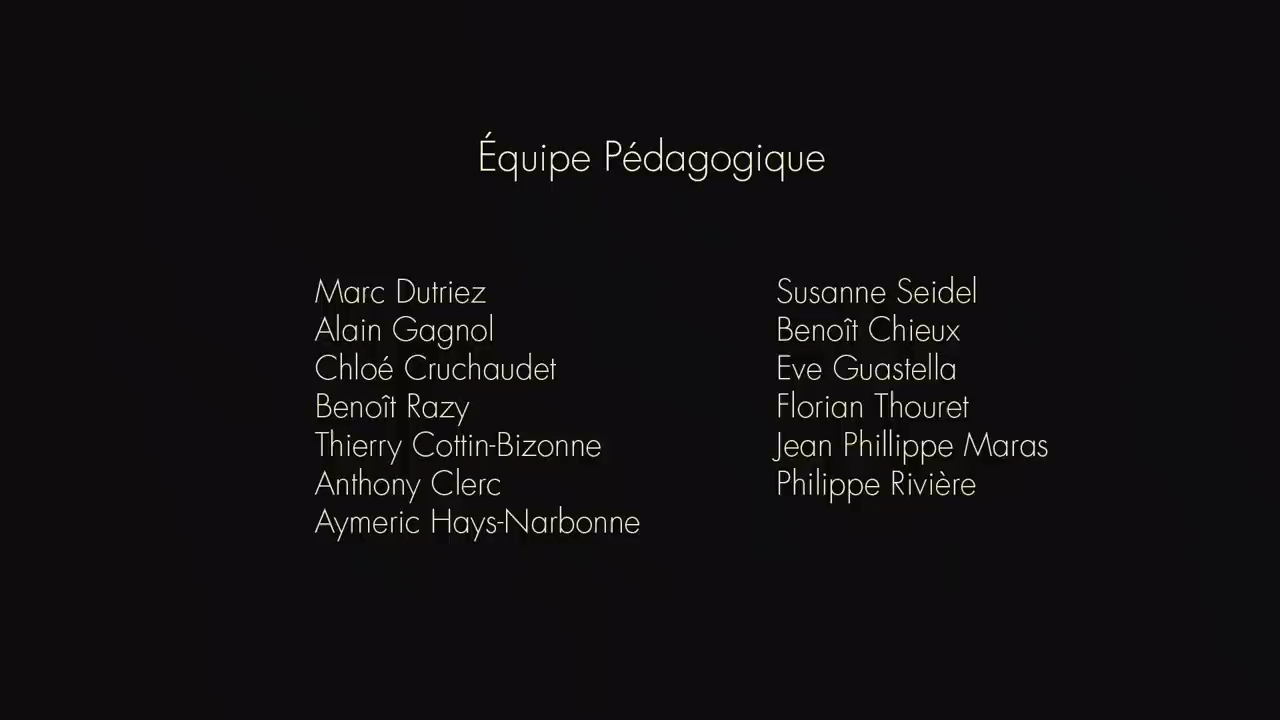 Équipe Pédagogique
Marc Dutriez
Alain Gagnol
Chloé Cruchaudet
Benoît Razy
Thierry Cottin-Bizonne
Anthony Clerc
Aymeric Hays-Narbonne
Susanne Seidel
Benoît Chieux
Eve Guastella
Florian Thouret
Jean Phillippe Maras
Philippe Rivière